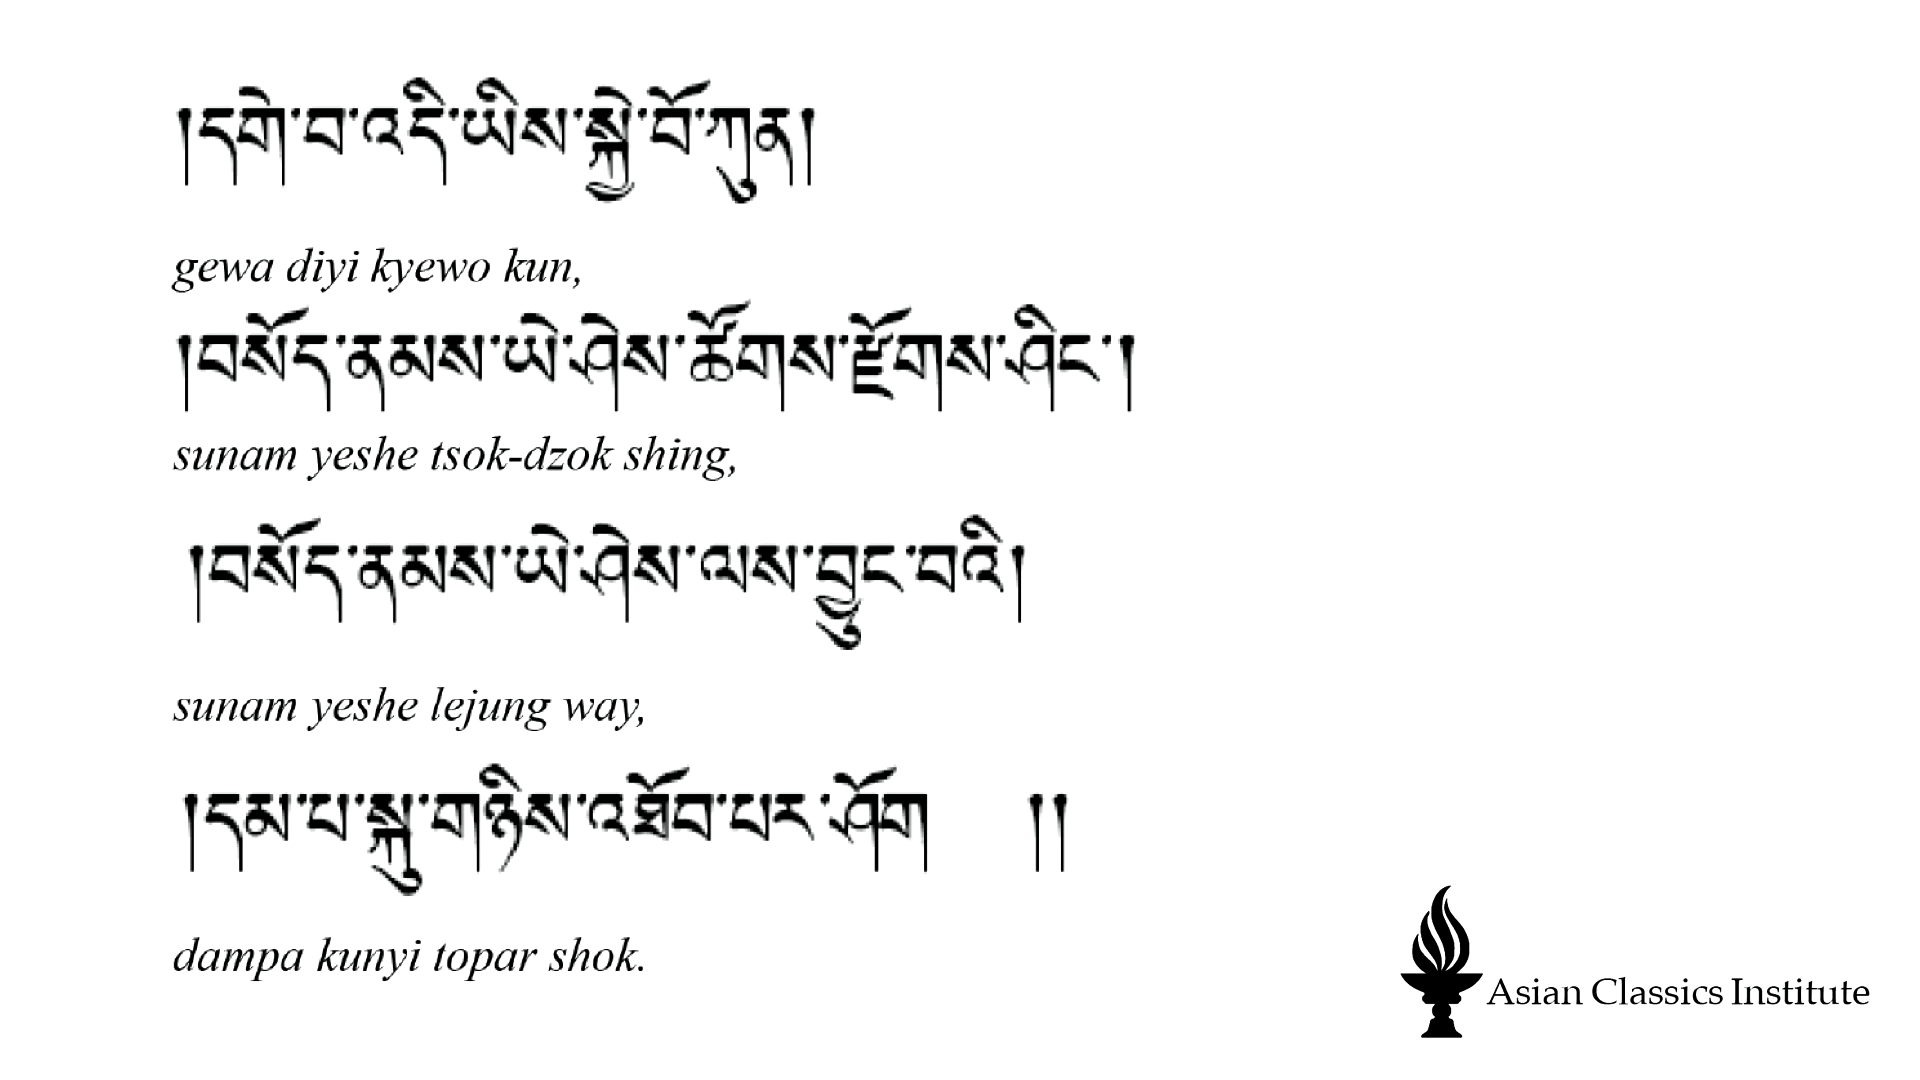 །དགེ་བ་འདི་ཡིས་སྐྱེ་བོ་ཀུན།
gewa diyi kyewo kun,
།བསོད་ནམས་ཡེ་ཤེས་ཚོགས་རྫོགས་ཤིང་།
sunam yeshe tsok-dzok shing,
།བསོད་ནམས་ཡེ་ཤེས་ལས་བྱུང་བའི།
sunam yeshe lejung way,
།དམ་པ་སྐུ་གཉིས་འཐོབ་པར་ཤོག །།
dampa kunyi topar shok.
Asian Classics Institute